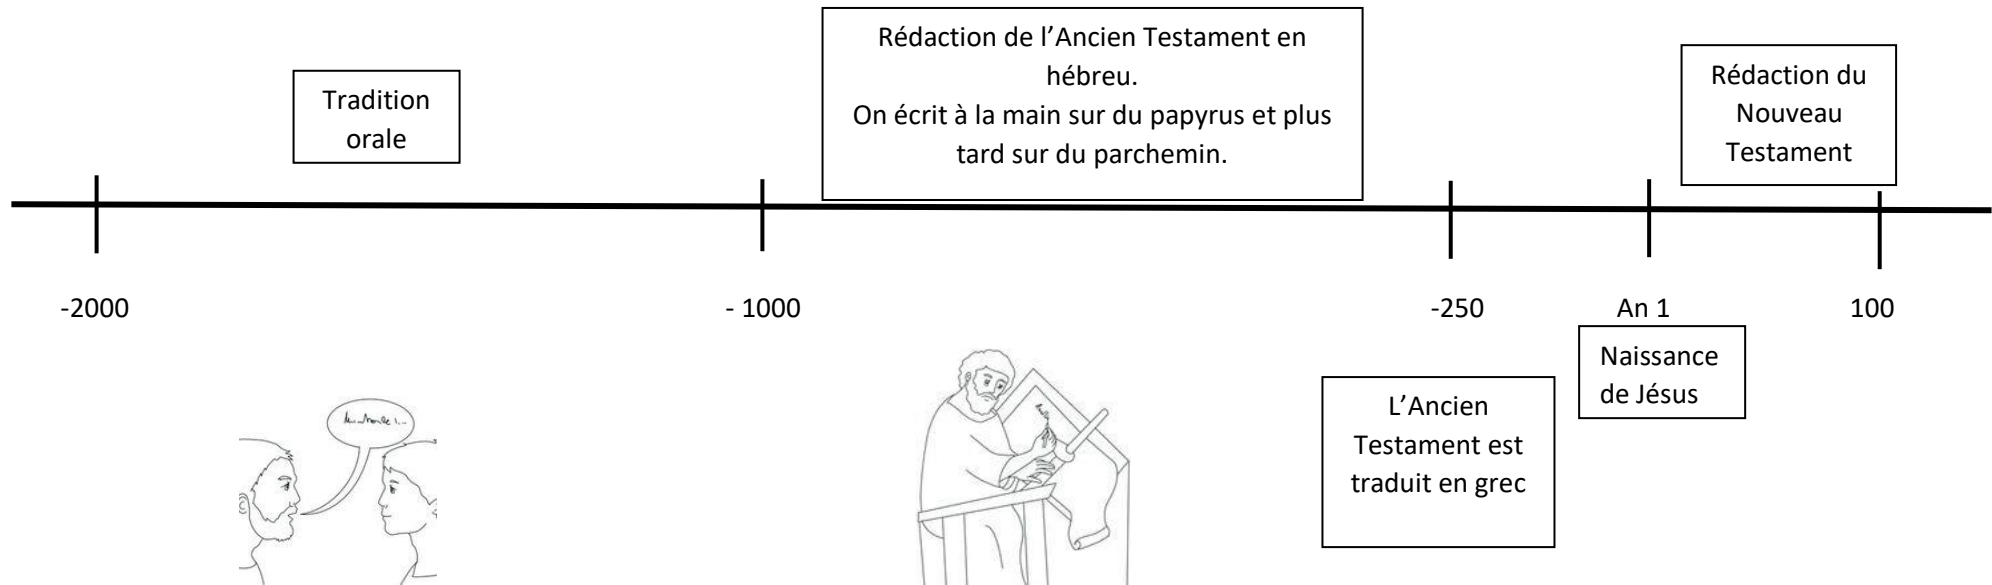 Rédaction de l’Ancien Testament en
hébreu.
On écrit à la main sur du papyrus et plus
tard sur du parchemin.
Tradition
orale
Rédaction du
Nouveau
Testament
-2000
- 1000
-250
An 1
100
Naissance
de Jésus
L’Ancien
Testament est
traduit en grec